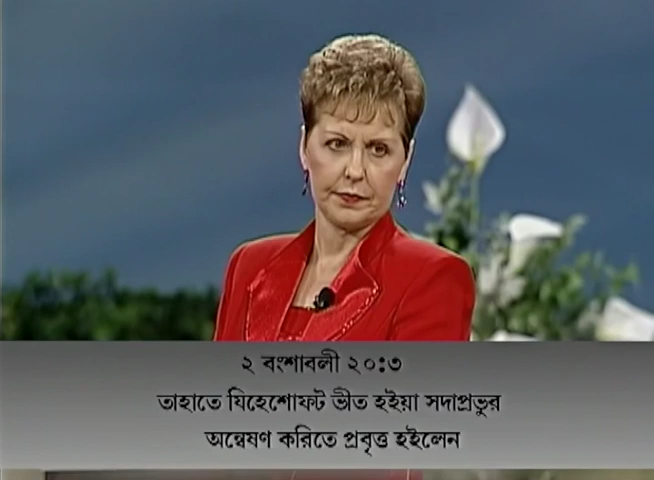 ২ বংশাবলী ২০:৩
তাহাতে যিহেশোফট ভীত হইয়া সদাপ্রভুর
অন্বেষণ করিতে প্রবৃত্ত হইলেন